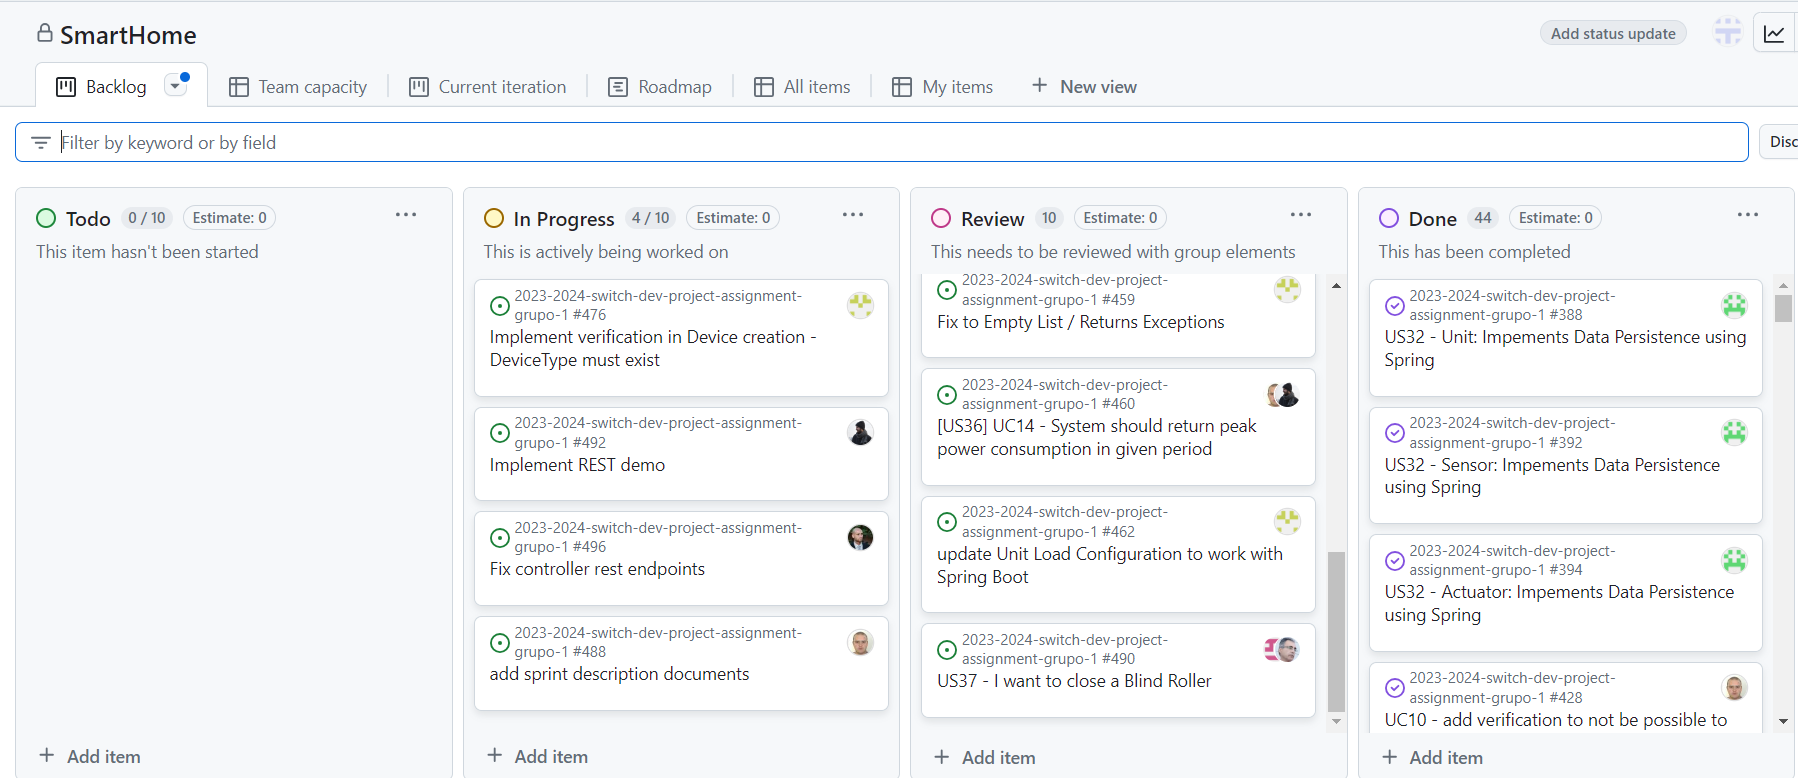 SmartHome
Add status update
Backlog
Team capacity
Current iteration
Roadmap
All items
My items
New view
Filter by keyword or by field
Disc
Todo 0 / 10 Estimate: 0
This item hasn't been started
Add item
In Progress 4 / 10 Estimate: 0
This is actively being worked on
2023-2024-switch-dev-project-assignment-
grupo-1 #476
Implement verification in Device creation -
DeviceType must exist
2023-2024-switch-dev-project-assignment-
grupo-1 #492
Implement REST demo
2023-2024-switch-dev-project-assignment-
grupo-1 #496
Fix controller rest endpoints
2023-2024-switch-dev-project-assignment-
grupo-1 #488
add sprint description documents
Add item
Review 10 Estimate: 0
This needs to be reviewed with group elements
2023-2024-switch-dev-project-
assignment-grupo-1 #459
Fix to Empty List / Returns Exceptions
2023-2024-switch-dev-project-
assignment-grupo-1 #460
[US36] UC14 - System should return peak
power consumption in given period
2023-2024-switch-dev-project-
assignment-grupo-1 #462
update Unit Load Configuration to work with
Spring Boot
2023-2024-switch-dev-project-
assignment-grupo-1 #490
US37 - I want to close a Blind Roller
Add item
Done 44 Estimate: 0
This has been completed
2023-2024-switch-dev-project-
assignment-grupo-1 #388
US32 - Unit: Impements Data Persistence using
Spring
2023-2024-switch-dev-project-
assignment-grupo-1 #392
US32 - Sensor: Impements Data Persistence
using Spring
2023-2024-switch-dev-project-
assignment-grupo-1 #394
US32 - Actuator: Impements Data Persistence
using Spring
2023-2024-switch-dev-project-
assignment-grupo-1 #428
UC10 - add verification to not be possible to
Add item